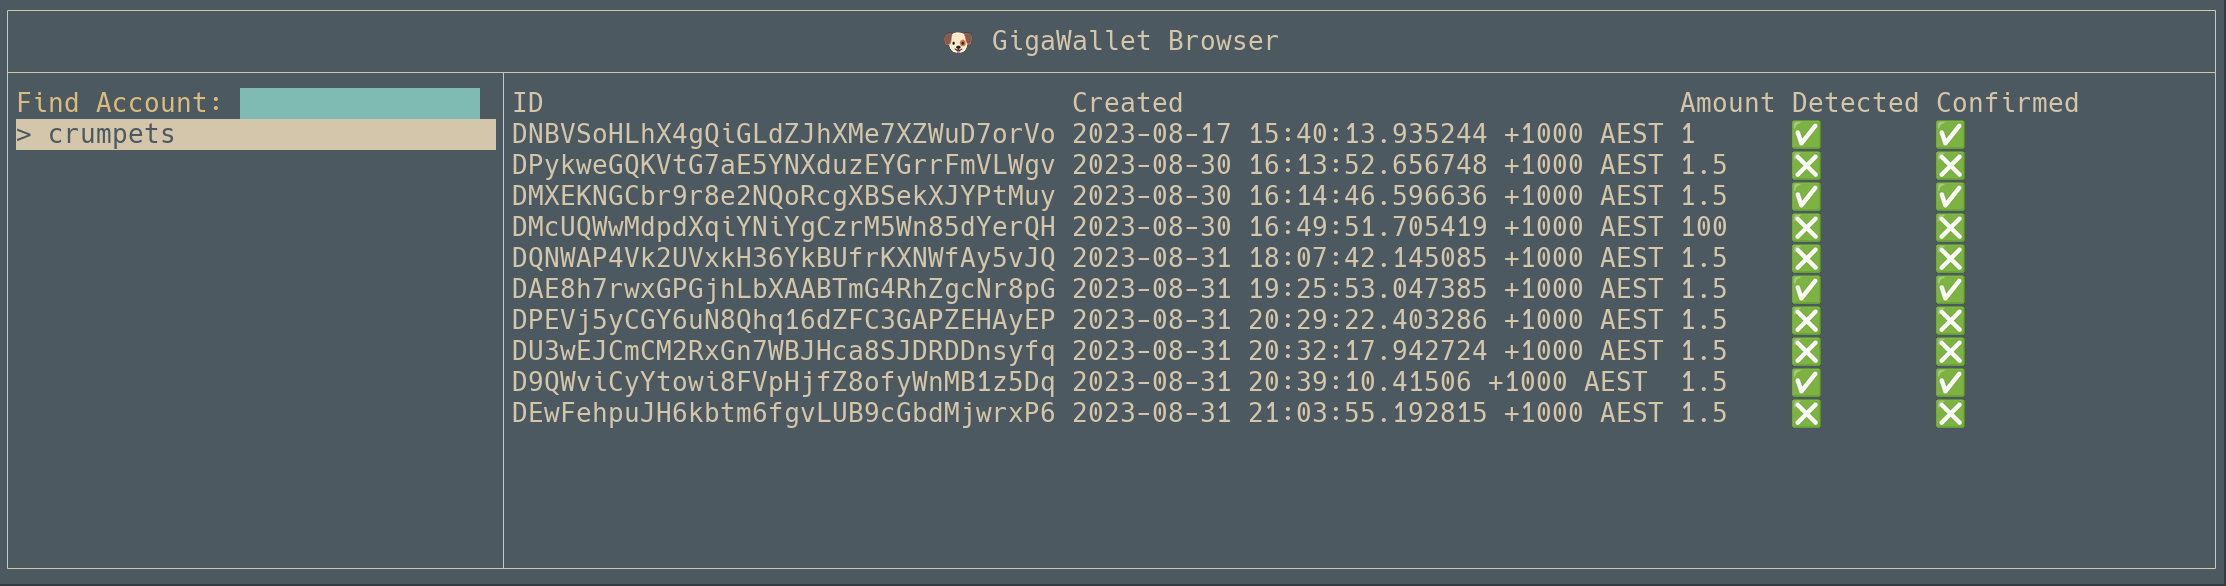 🐶 GigaWallet Browser
Find Account:
> crumpets
ID Created Amount Detected Confirmed
DNBVSoHLhX4gQiGLdZJhXMe7XZWuD7orVo 2023-08-17 15:40:13.935244 +1000 AEST 1 ✅ ✅
DPykweGQKVtG7aE5YNXduzEYGrrFmVLWgv 2023-08-30 16:13:52.656748 +1000 AEST 1.5 ❎ ❎
DMXEKNGCbr9r8e2NQoRcgXBSekXJYPtMuy 2023-08-30 16:14:46.596636 +1000 AEST 1.5 ✅ ✅
DMcUQWwMdpdXqiYNiYgCzrM5Wn85dYerQH 2023-08-30 16:49:51.705419 +1000 AEST 100 ❎ ❎
DQNWAP4Vk2UVxkH36YkBUfrKXNWfAy5vJQ 2023-08-31 18:07:42.145085 +1000 AEST 1.5 ❎ ❎
DAE8h7rwxGPGjhLbXAABTmG4RhZgcNr8pG 2023-08-31 19:25:53.047385 +1000 AEST 1.5 ✅ ✅
DPEVj5yCGY6uN8Qhq16dZFC3GAPZEHAyEP 2023-08-31 20:29:22.403286 +1000 AEST 1.5 ❎ ❎
DU3wEJCmCM2RxGn7WBJHca8SJDRDDnsyfq 2023-08-31 20:32:17.942724 +1000 AEST 1.5 ❎ ❎
D9QWviCyYtowi8FVpHjfZ8ofyWnMB1z5Dq 2023-08-31 20:39:10.41506 +1000 AEST 1.5 ✅ ✅
DEwFehpuJH6kbtm6fgvLUB9cGbdMjwrxP6 2023-08-31 21:03:55.192815 +1000 AEST 1.5 ❎ ❎